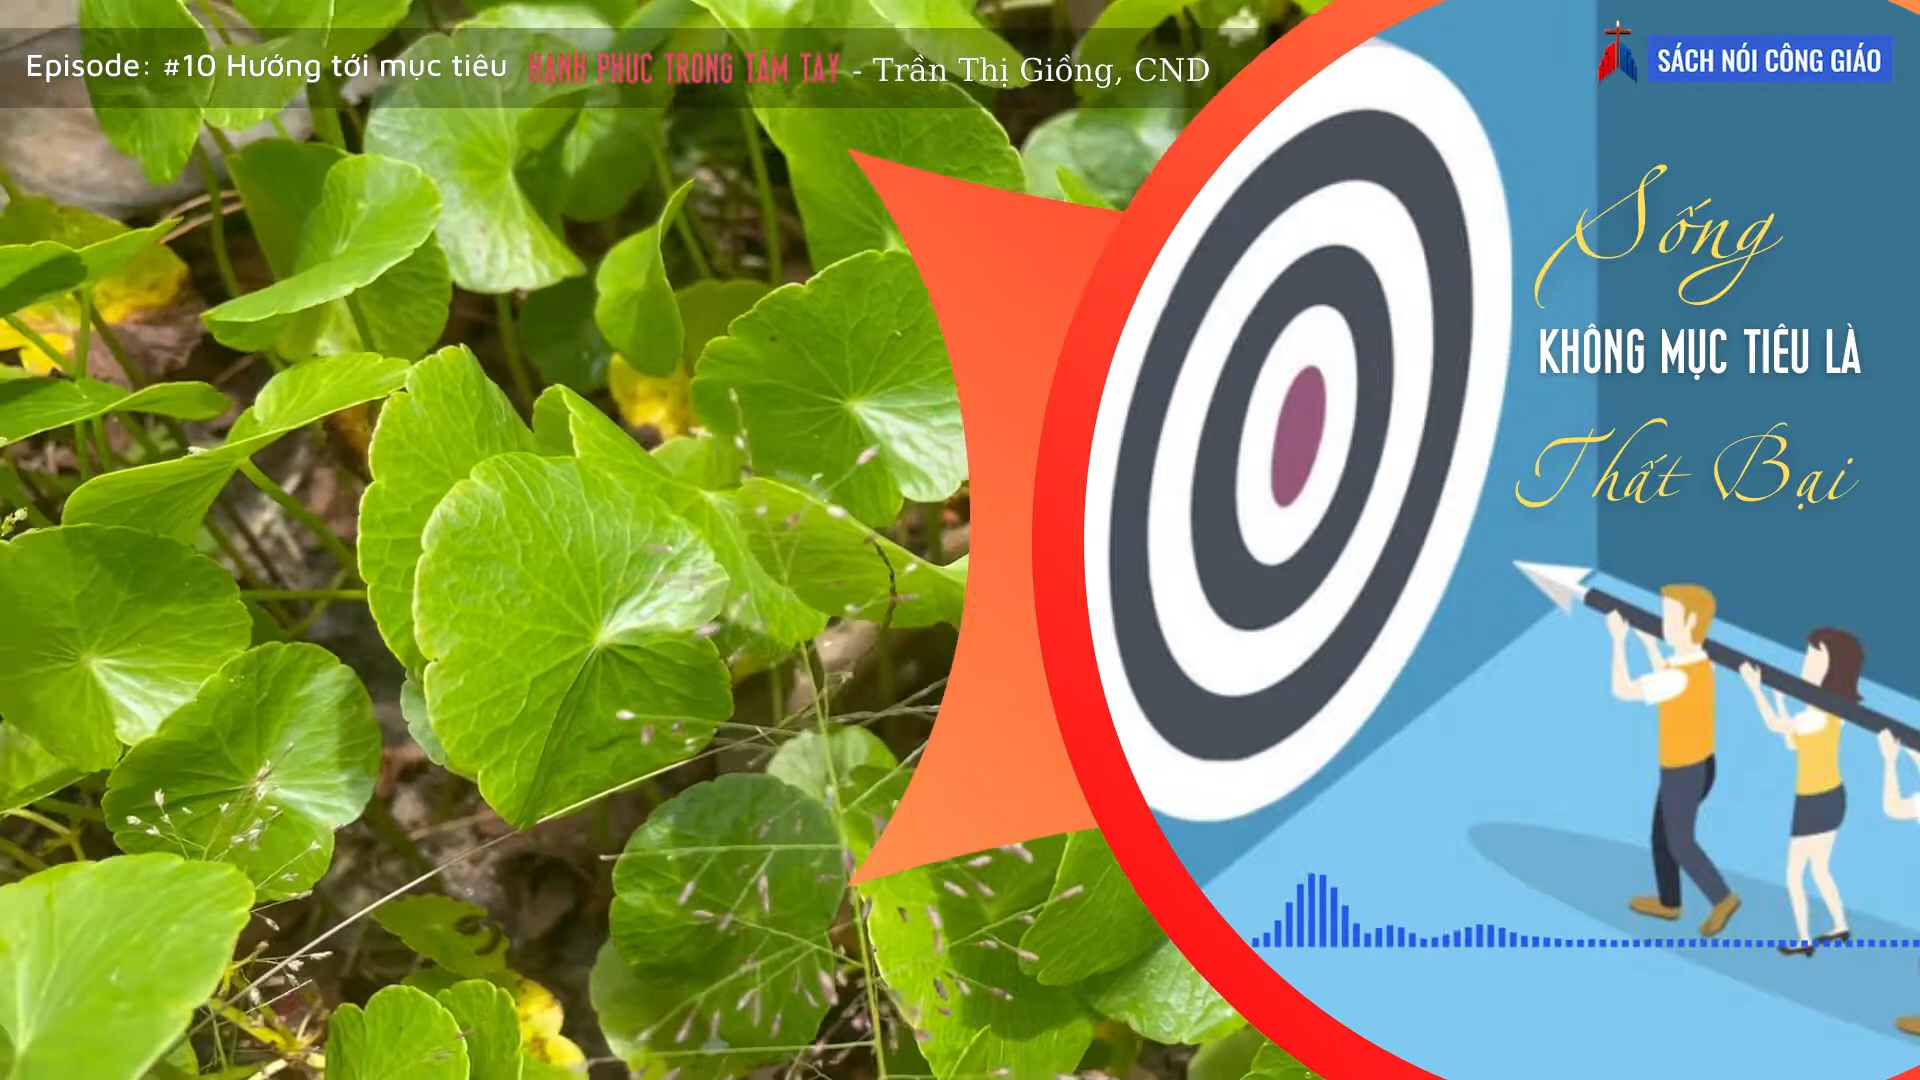 Episode: #10 Hướng tới mục tiêu HẠNH PHÚC TRONG TẦM TAY - Trần Thị Giồng, CND
SÁCH NÓI CÔNG GIÁO
Sống
KHÔNG MỤC TIÊU LÀ
Thất Bại